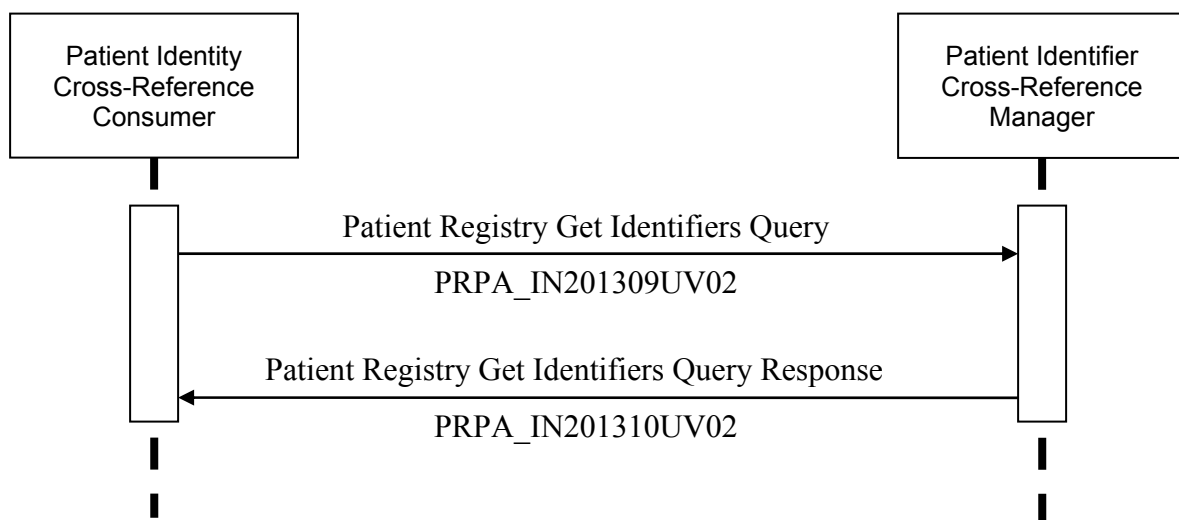 Patient Identity
Cross-Reference
Consumer
Patient Identifier
Cross-Reference
Manager
Patient Registry Get Identifiers Query
PRPA_IN201309UV02
Patient Registry Get Identifiers Query Response
PRPA_IN201310UV02